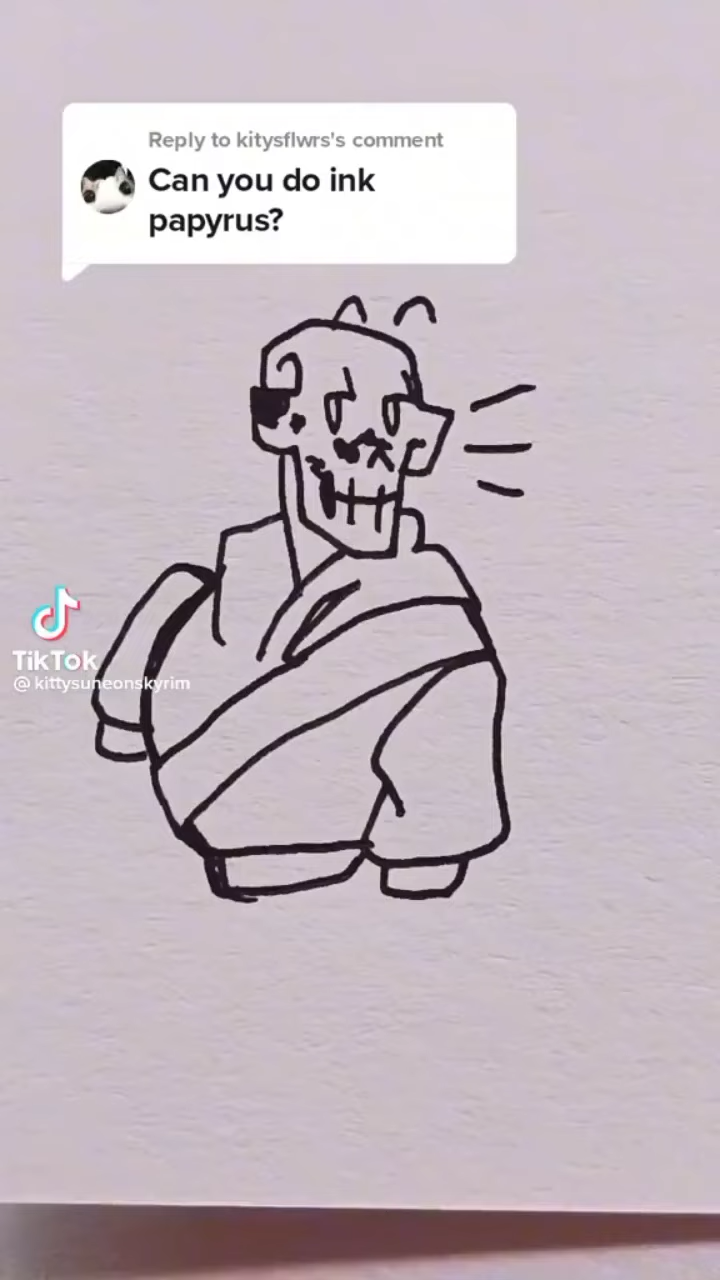 Reply to kitysflwrs's comment
Can you do ink
papyrus?
TikTok
@kittysuneonskyrim